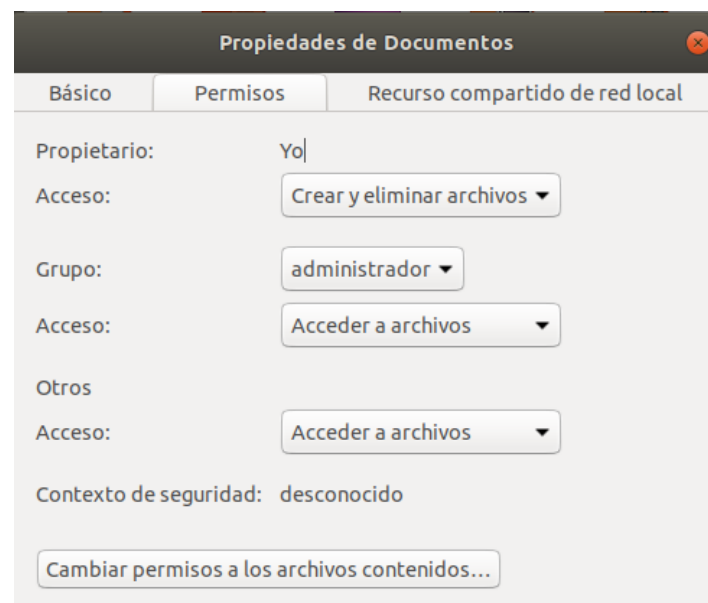 Propiedades de Documentos
Básico Permisos Recurso compartido de red local
Propietario: Yo
Acceso: Crear y eliminar archivos
Grupo: administrador
Acceso: Acceder a archivos
Otros
Acceso: Acceder a archivos
Contexto de seguridad: desconocido
Cambiar permisos a los archivos contenidos...